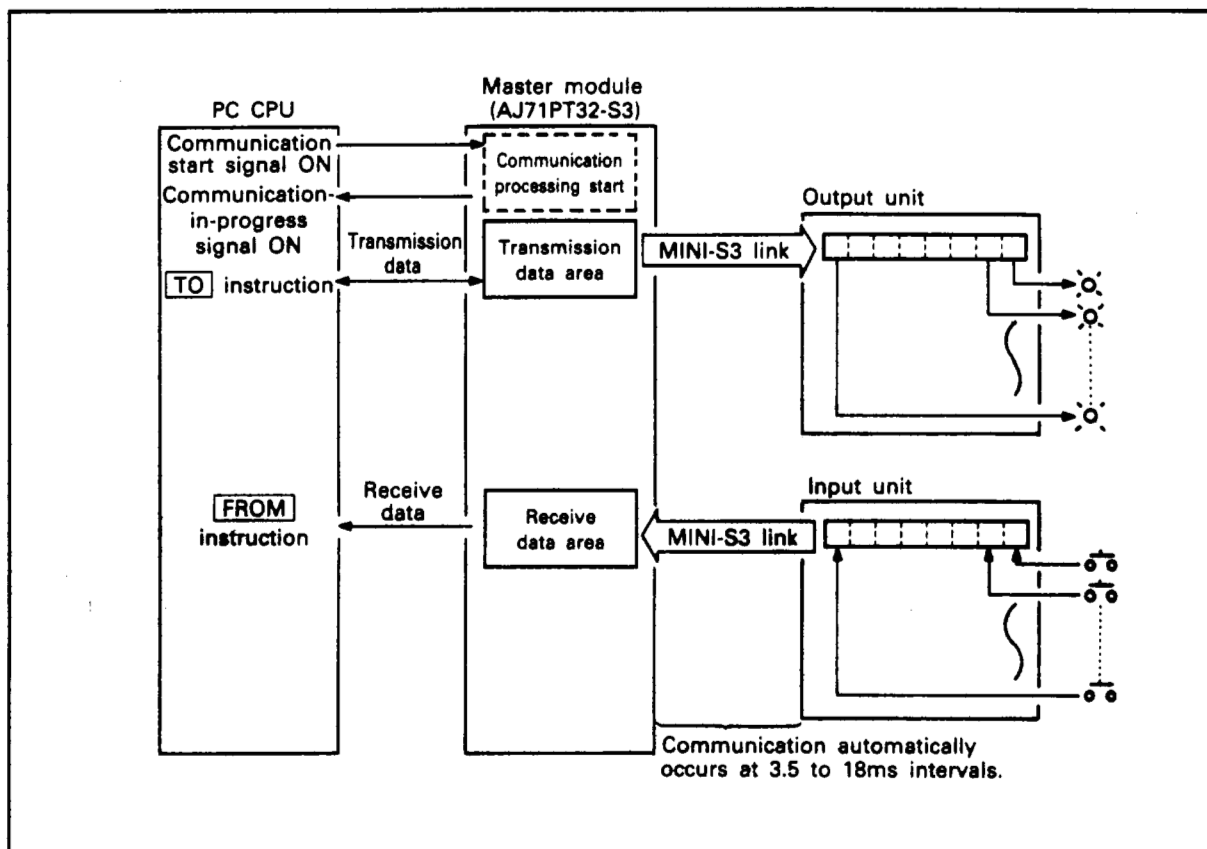 PC CPU
Master module
(AJ71PT32-S3)
Communication
start signal ON
Communication
processing start
Communication-
in-progress
signal ON
Transmission
data
Transmission
data area
TO instruction
MINI-S3 link
Output unit
FROM
instruction
Receive
data
Receive
data area
MINI-S3 link
Input unit
Communication automatically
occurs at 3.5 to 18ms intervals.